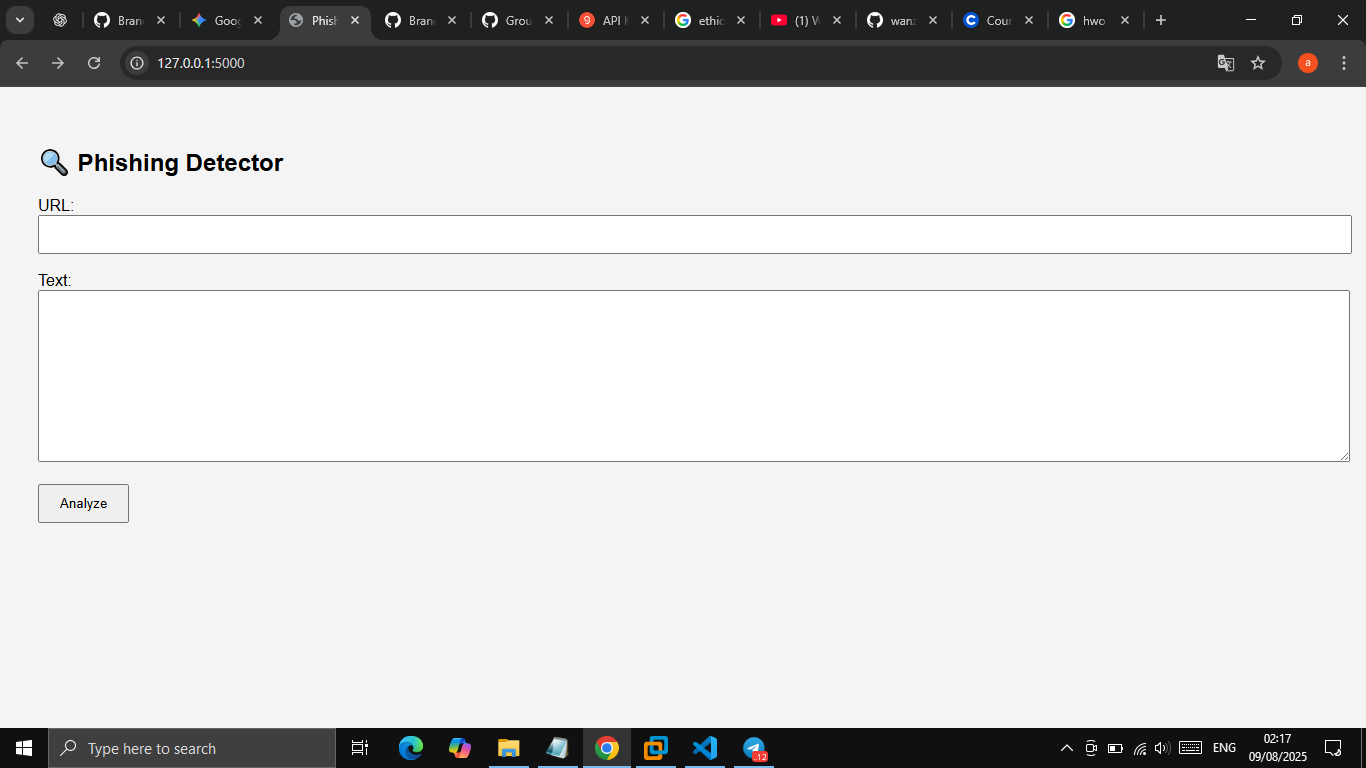 Bran
Goog
Phish
Bran
Grou
API
ethic
(1) W
wanz
Cour
hwo
127.0.0.1:5000
a
Phishing Detector
URL:
Text:
Analyze
Type here to search
12
ENG
02:17
09/08/2025